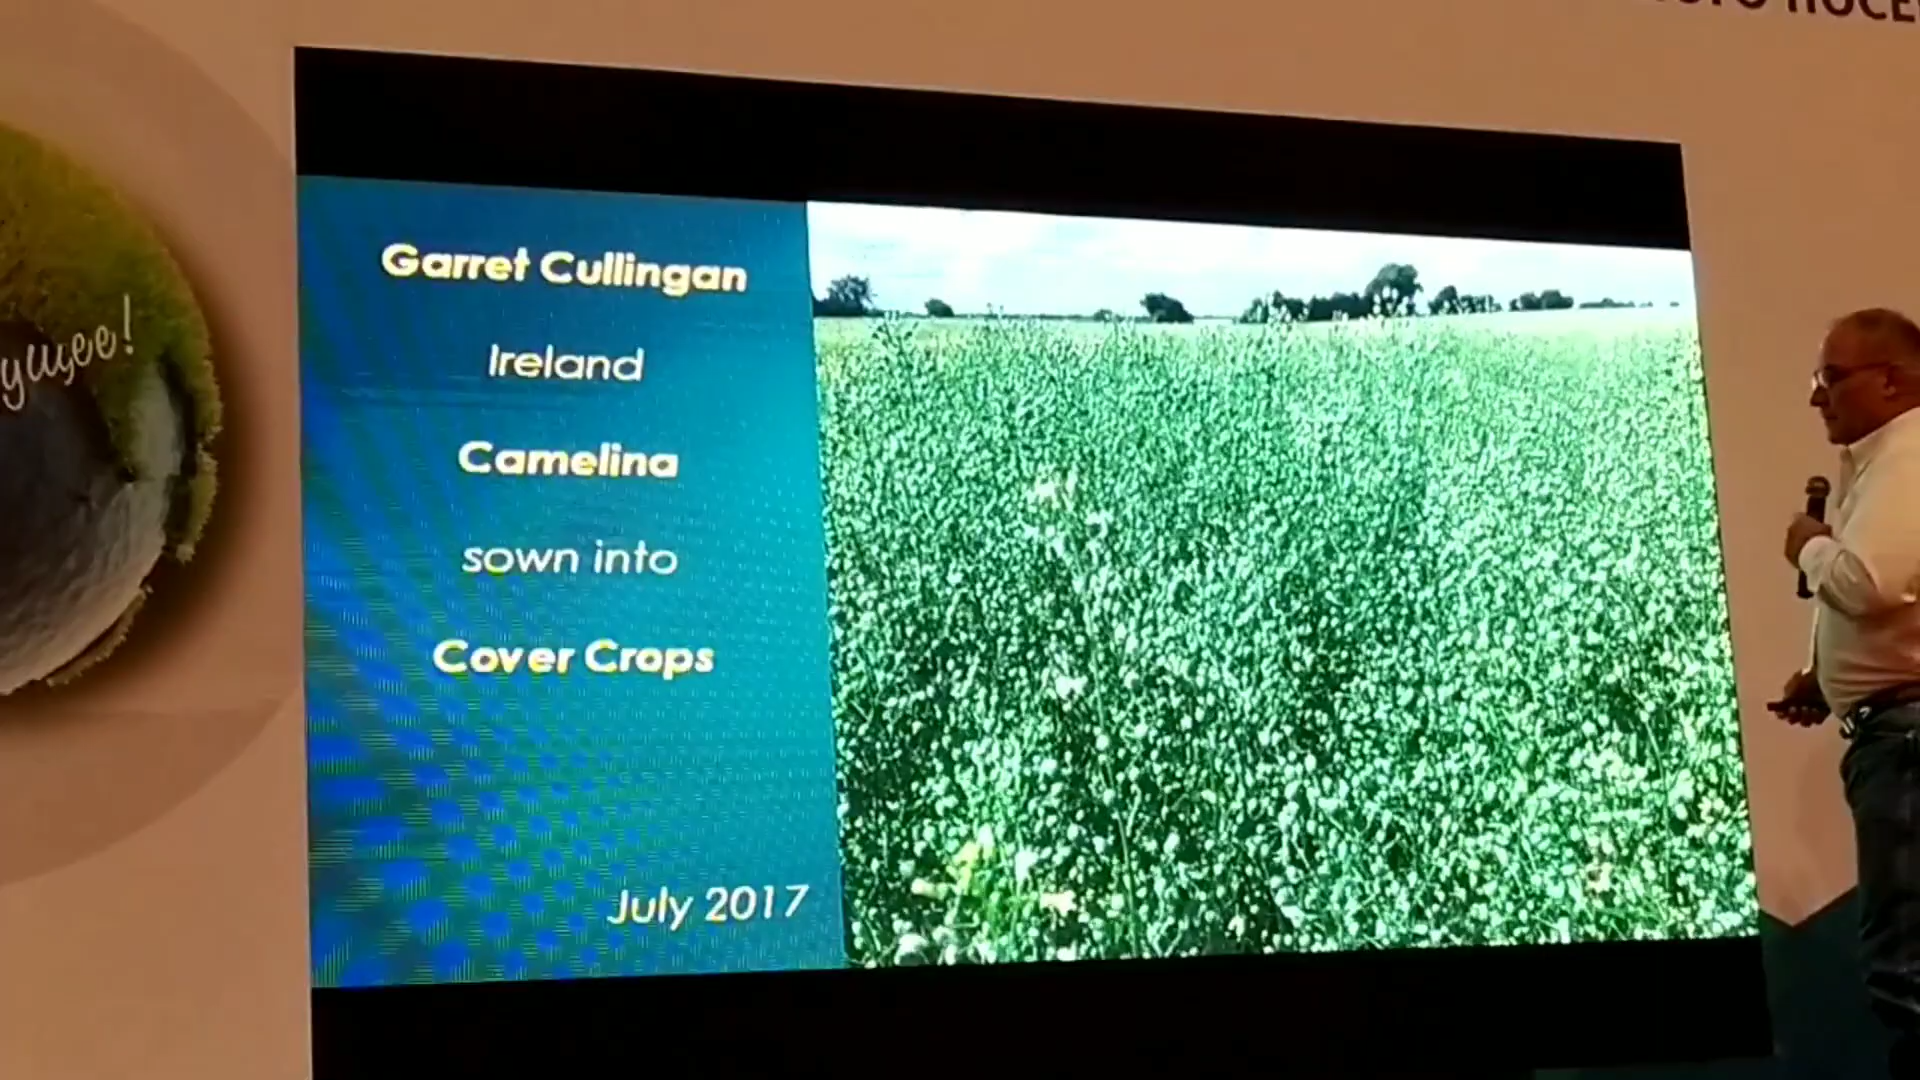 Garret Cullingan
Ireland
Camelina
sown into
Cover Crops
July 2017